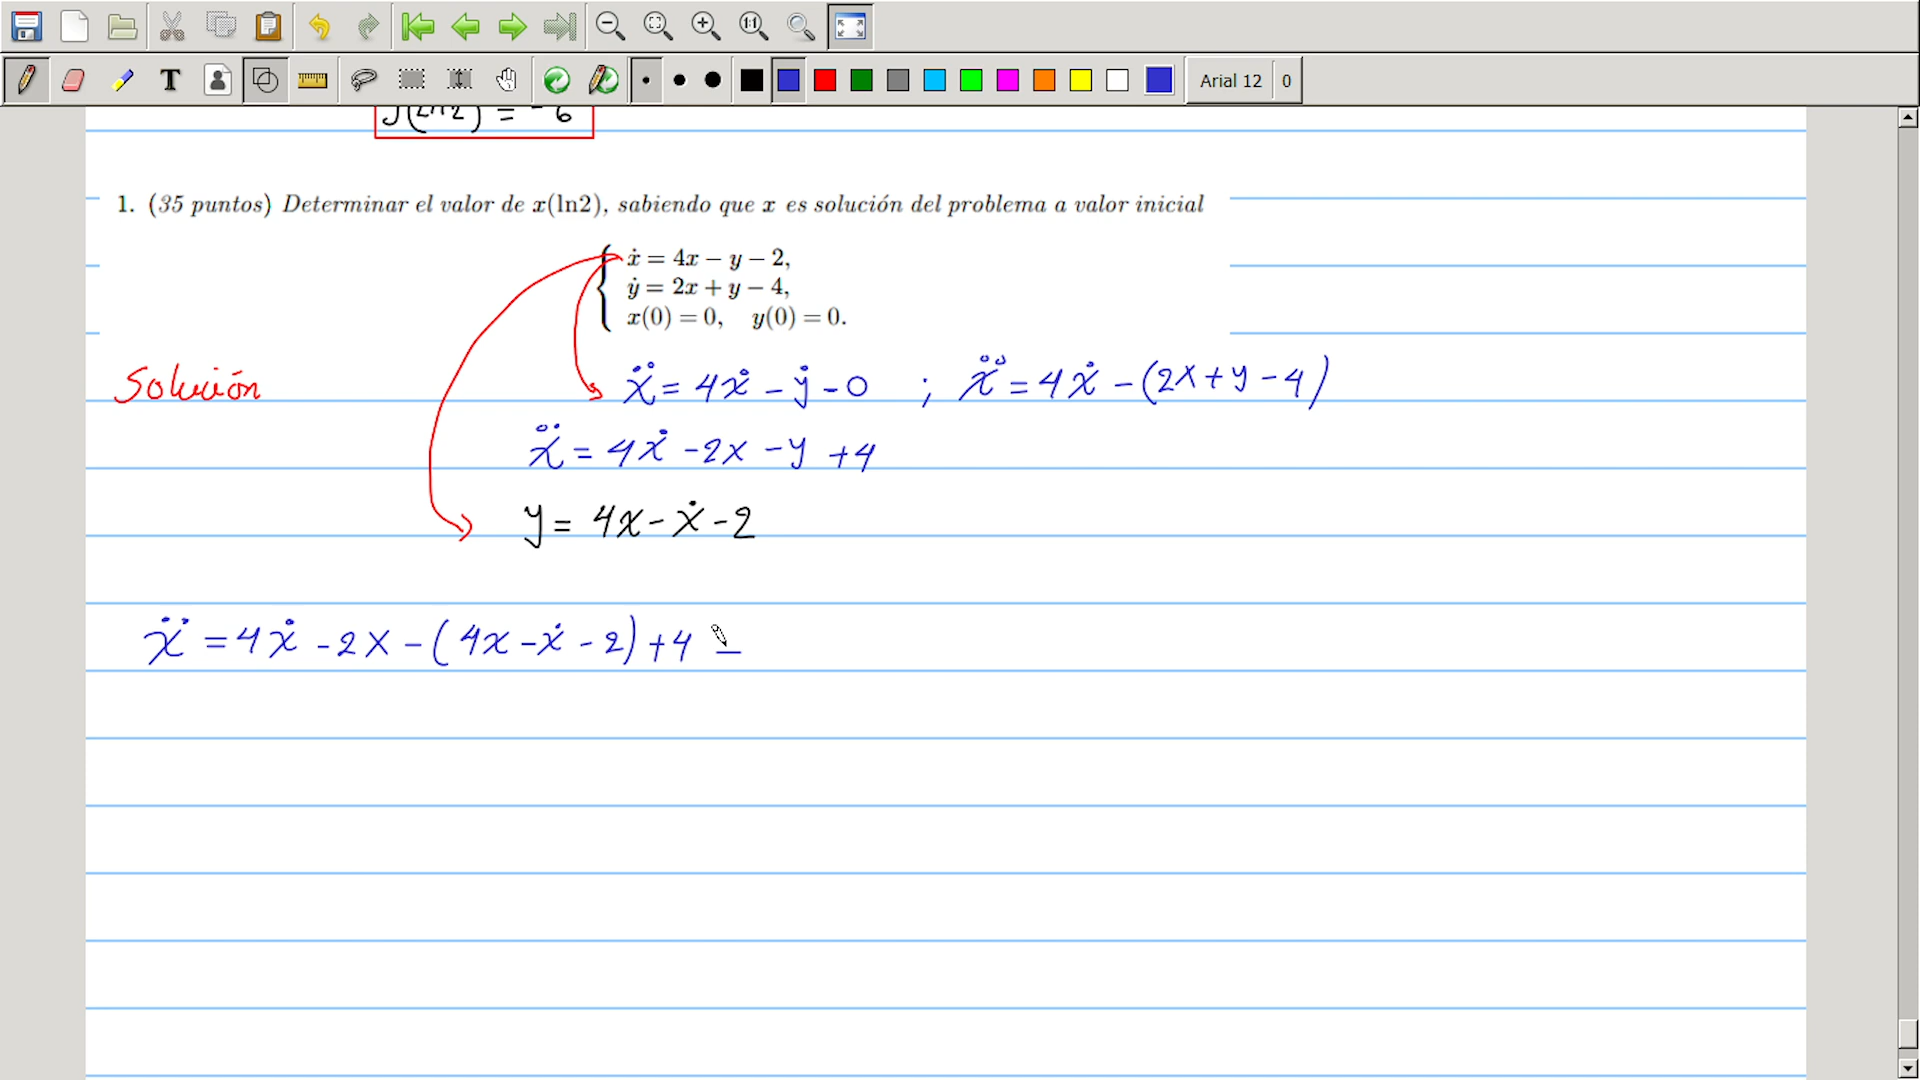 T
Arial 12 0
y(Ln2) = -6
1. (35 puntos) Determinar el valor de x(ln2), sabiendo que x es solución del problema a valor inicial
ẋ = 4x − y − 2,
ẏ = 2x + y − 4,
x(0) = 0, y(0) = 0.
Solución
ẍ = 4ẋ - ẏ - 0 ; ẍ = 4ẋ - (2x + y - 4)
ẍ = 4ẋ - 2x - y + 4
y = 4x - ẋ - 2
ẍ = 4ẋ - 2x - (4x - ẋ - 2) + 4